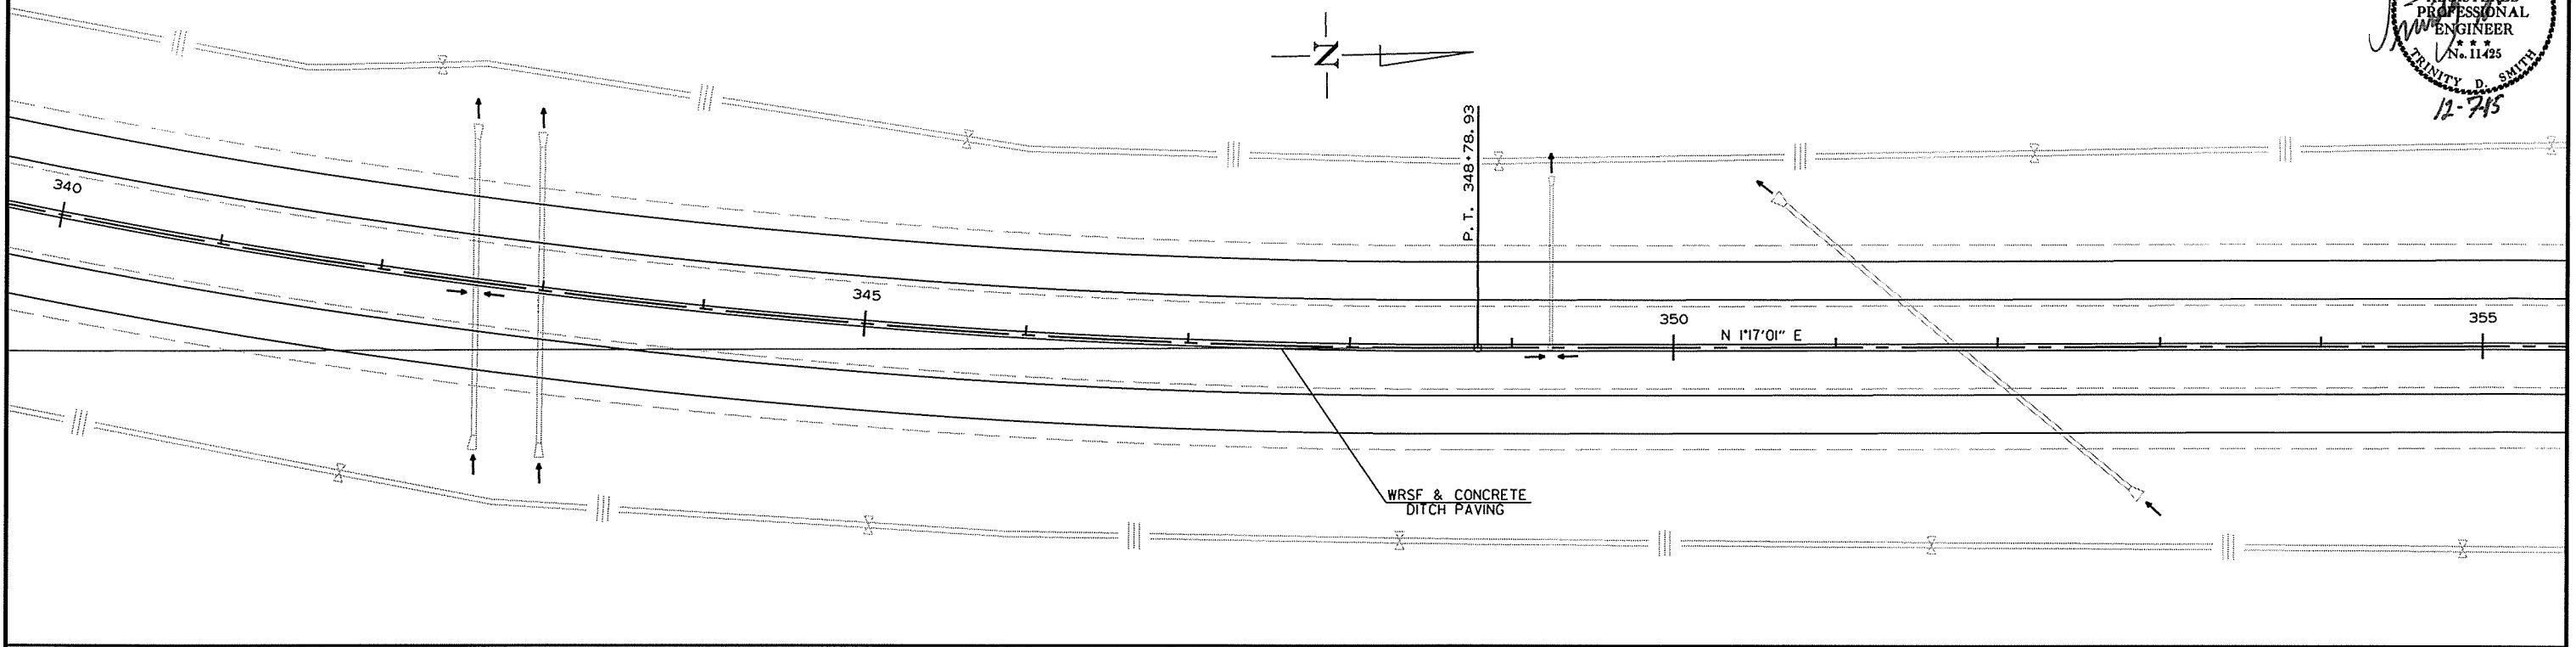 PROFESSIONAL
ENGINEER
* * *
No. 11425
TRINITY D. SMITH
12-7-15
N
P. T. 348+78.93
340
345
350
N 1°17'01" E
355
WRSF & CONCRETE
DITCH PAVING